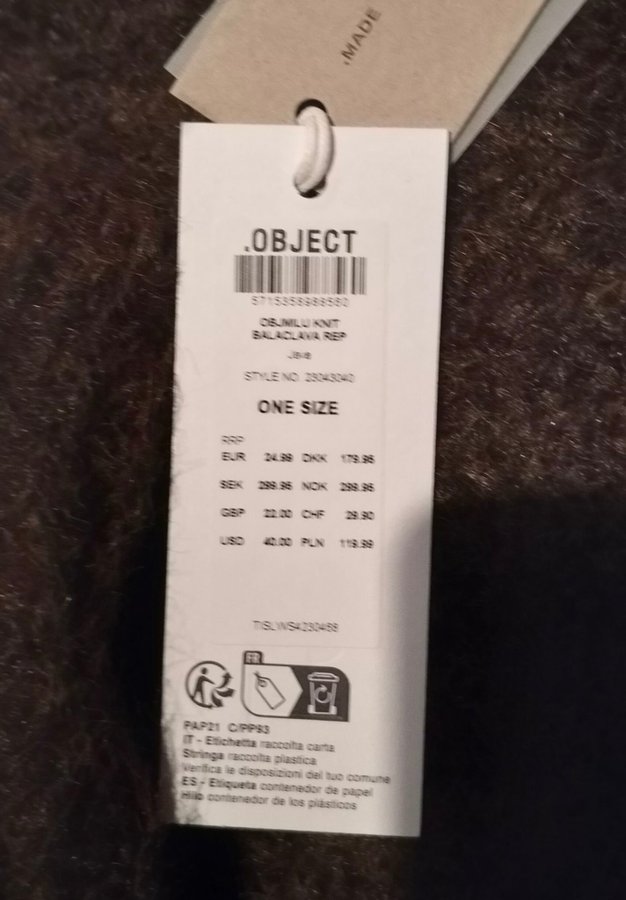 .MADE
.OBJECT
5715358988560
OBJMILU KNIT
BALACLAVA REP
Java
STYLE NO. 23043040
ONE SIZE
RRP
EUR 24.99 DKK 179.95
SEK 299.95 NOK 299.95
GBP 22.00 CHF 29.90
USD 40.00 PLN 119.99
FR
PAP21 C/PP93
IT - Etichetta raccolta carta
Stringa raccolta plastica
Verifica le disposizioni del tuo comune
ES - Etiqueta contenedor de papel
Hilo contenedor de los plásticos